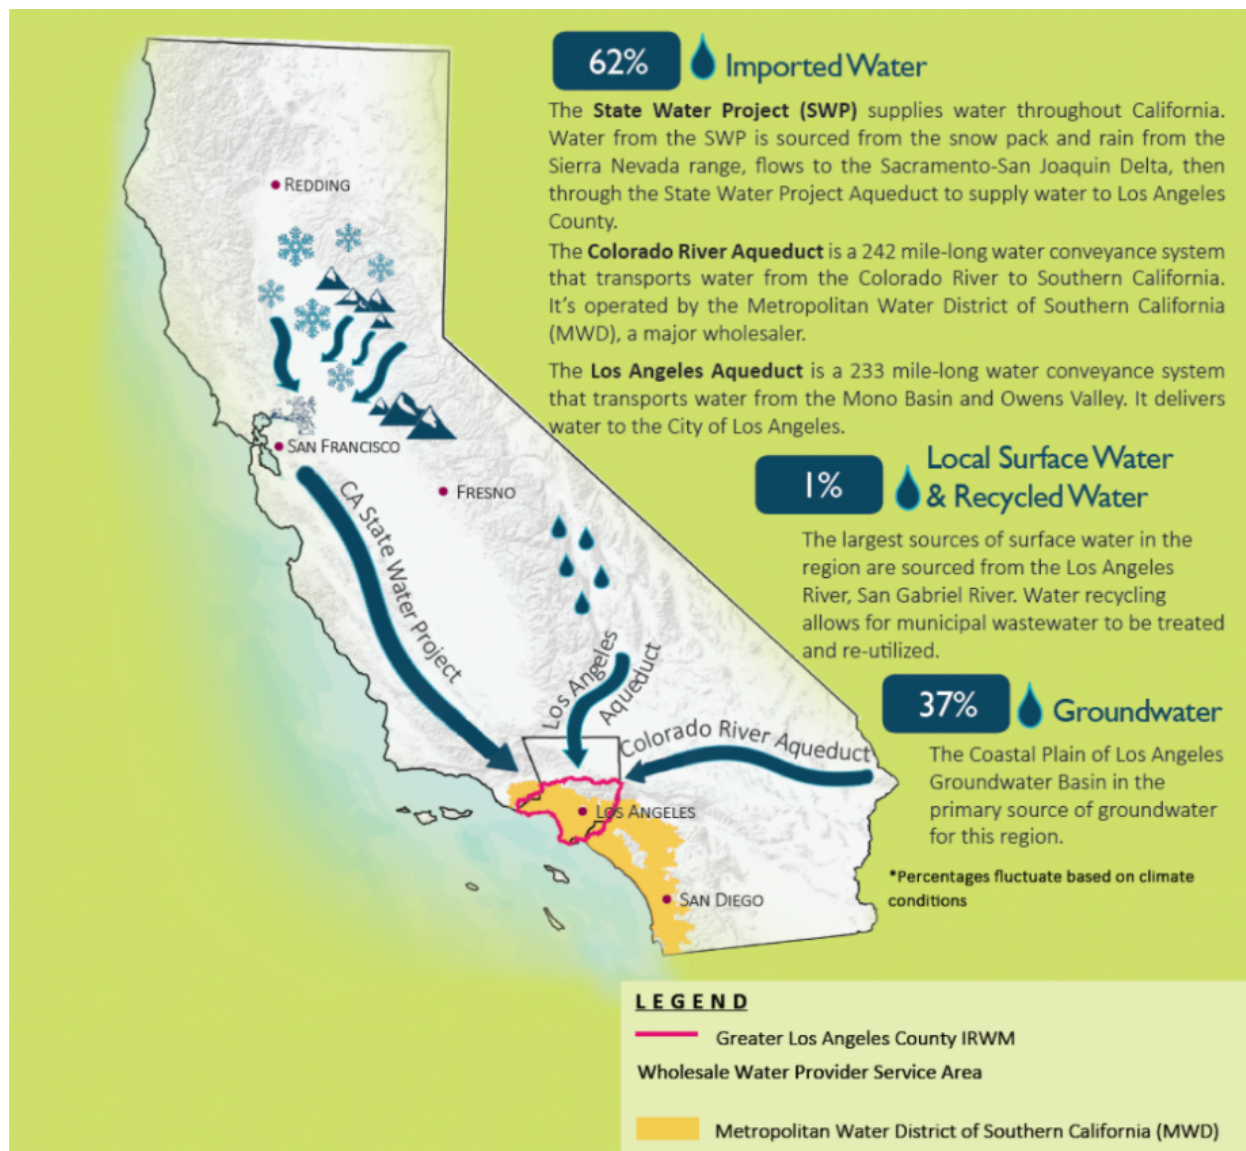 62%
Imported Water
The State Water Project (SWP) supplies water throughout California.
Water from the SWP is sourced from the snow pack and rain from the
Sierra Nevada range, flows to the Sacramento-San Joaquin Delta, then
through the State Water Project Aqueduct to supply water to Los Angeles
County.
The Colorado River Aqueduct is a 242 mile-long water conveyance system
that transports water from the Colorado River to Southern California.
It's operated by the Metropolitan Water District of Southern California
(MWD), a major wholesaler.
The Los Angeles Aqueduct is a 233 mile-long water conveyance system
that transports water from the Mono Basin and Owens Valley. It delivers
water to the City of Los Angeles.
1%
Local Surface Water
& Recycled Water
The largest sources of surface water in the
region are sourced from the Los Angeles
River, San Gabriel River. Water recycling
allows for municipal wastewater to be treated
and re-utilized.
37%
Groundwater
The Coastal Plain of Los Angeles
Groundwater Basin in the
primary source of groundwater
for this region.
*Percentages fluctuate based on climate
conditions
REDDING
SAN FRANCISCO
FRESNO
CA State Water Project
Los Angeles
Aqueduct
Colorado River Aqueduct
LOS ANGELES
SAN DIEGO
LEGEND
Greater Los Angeles County IRWM
Wholesale Water Provider Service Area
Metropolitan Water District of Southern California (MWD)